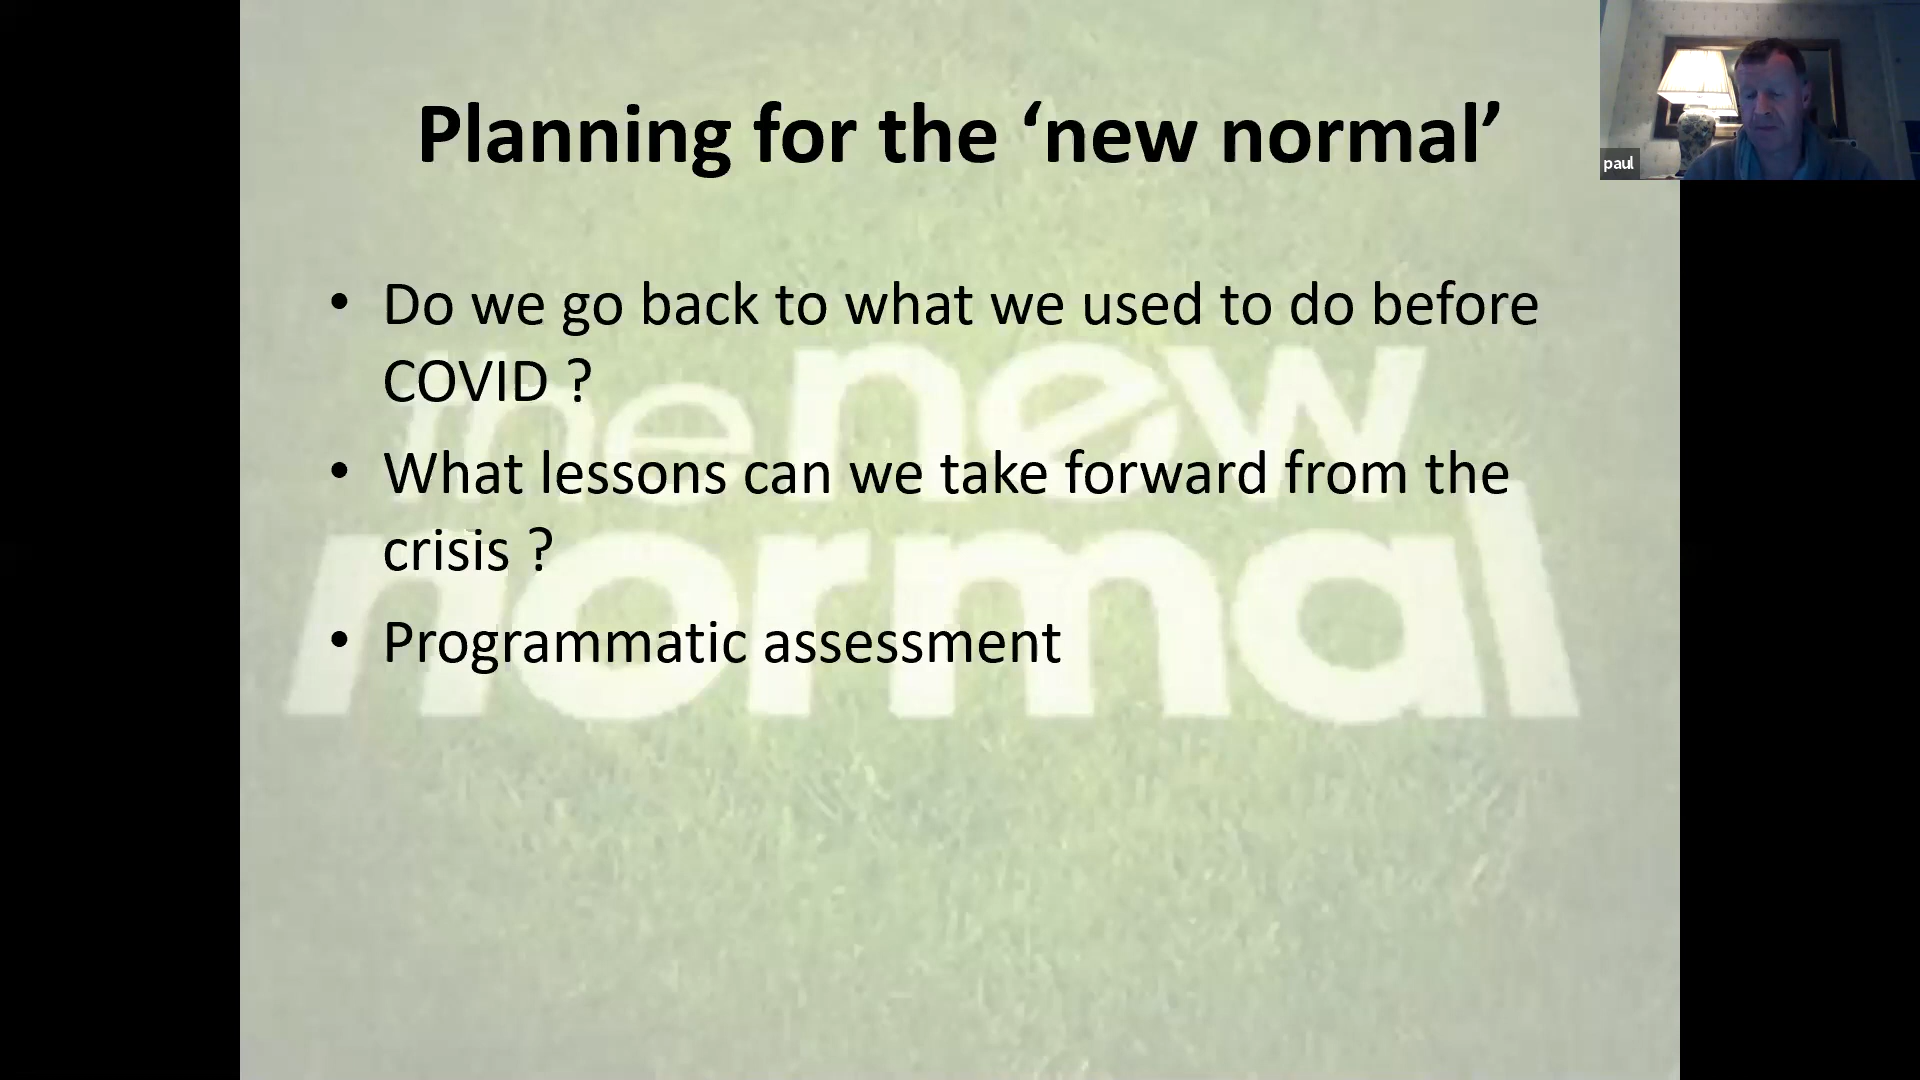 Planning for the ‘new normal’
paul
• Do we go back to what we used to do before
COVID ?
• What lessons can we take forward from the
crisis ?
• Programmatic assessment
the new
normal